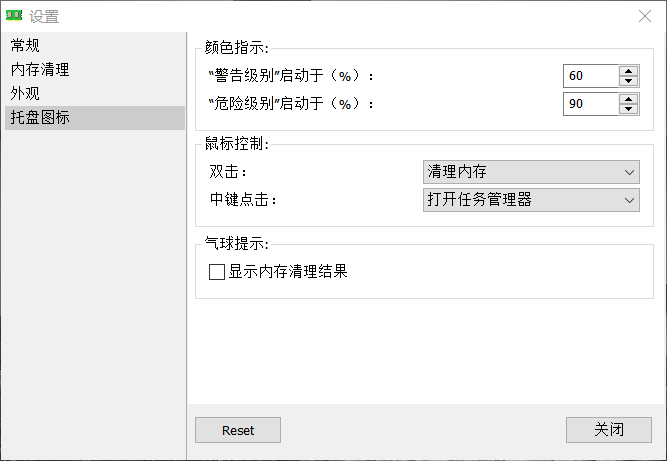 设置
常规
内存清理
外观
托盘图标
颜色指示:
“警告级别”启动于（%）:
60
“危险级别”启动于（%）:
90
鼠标控制:
双击:
清理内存
中键点击:
打开任务管理器
气球提示:
显示内存清理结果
Reset
关闭